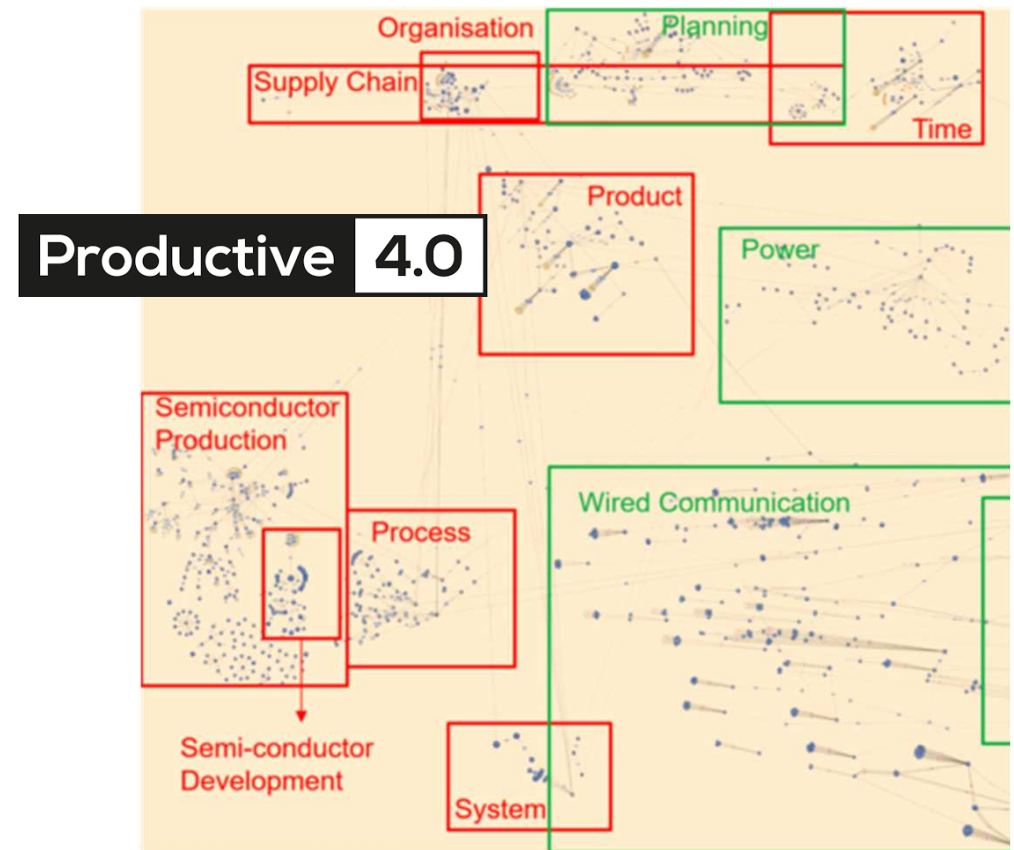 Organisation
Planning
Supply Chain
Time
Product
Productive 4.0
Power
Semiconductor
Production
Wired Communication
Process
Semi-conductor
Development
System